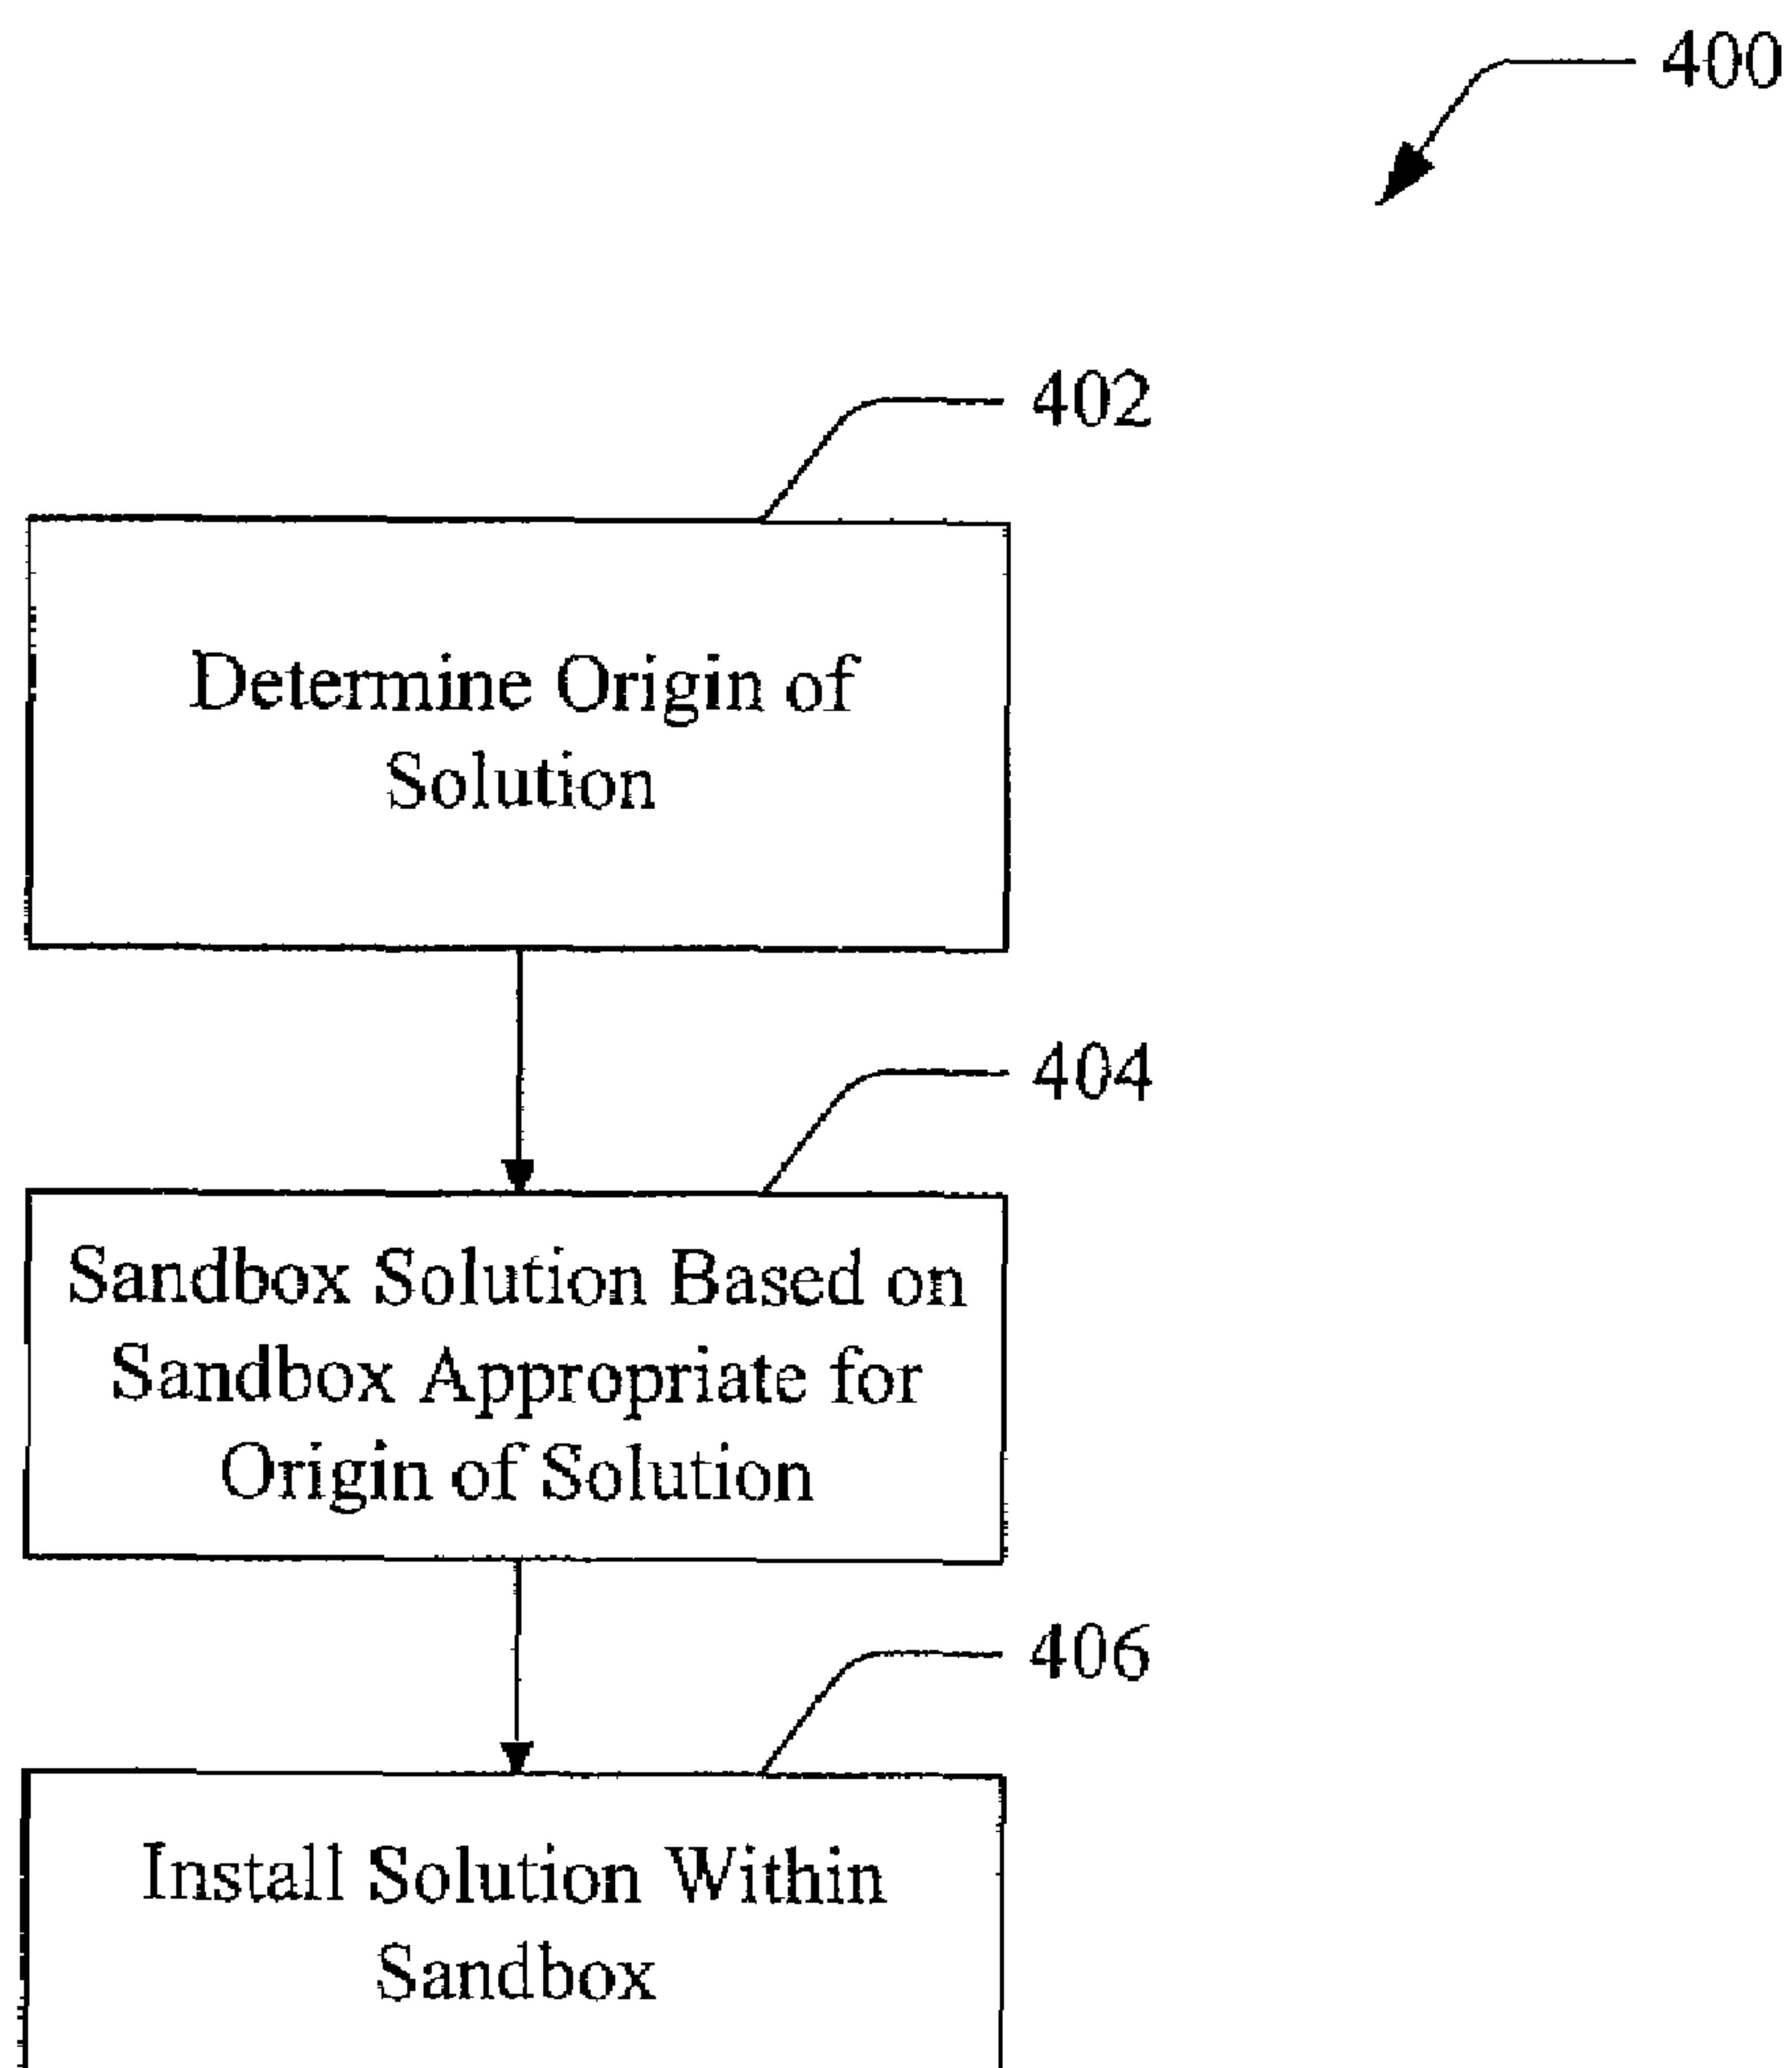 400
402
Determine Origin of
Solution
404
Sandbox Solution Based on
Sandbox Appropriate for
Origin of Solution
406
Install Solution Within
Sandbox